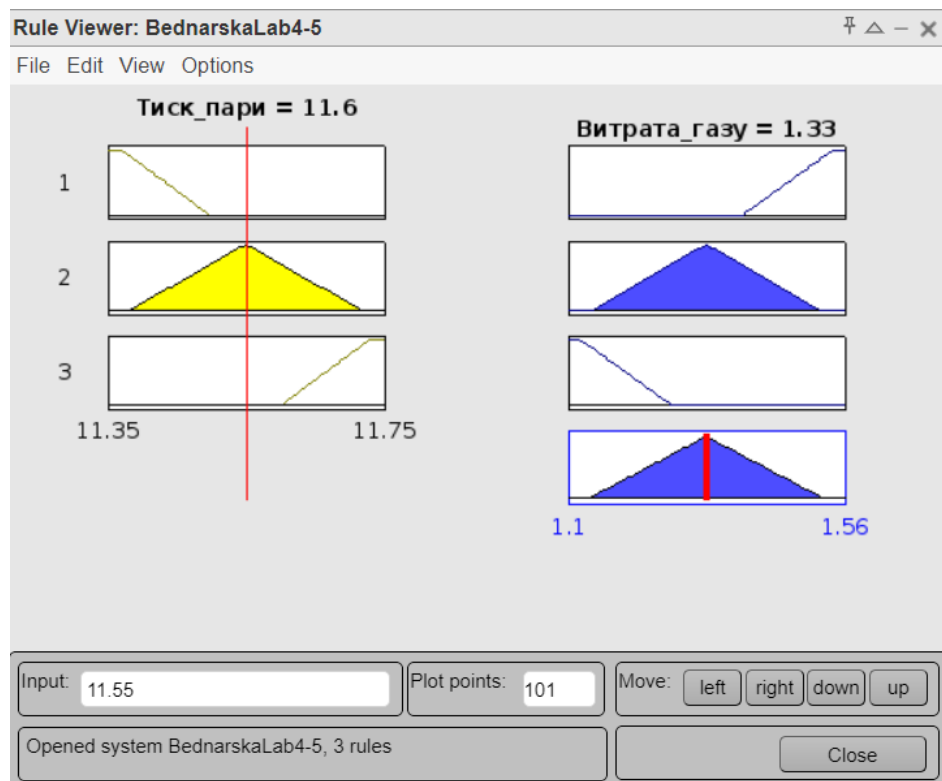 Rule Viewer: BednarskaLab4-5
File Edit View Options
Тиск_пари = 11.6
Витрата_газу = 1.33
1
2
3
11.35 11.75
1.1 1.56
Input: 11.55 Plot points: 101 Move: left right down up
Opened system BednarskaLab4-5, 3 rules Close